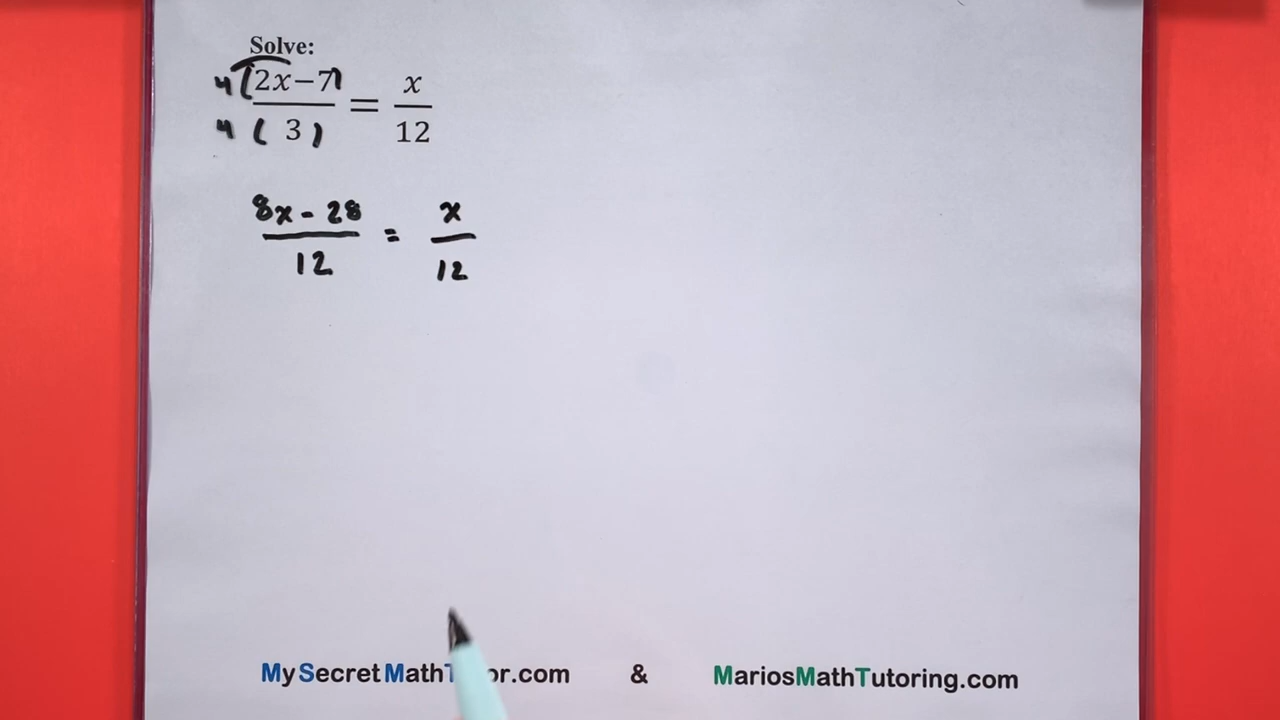 Solve:
4(2x−7)/4(3) = x/12
8x - 28/12 = x/12
MySecretMathT or.com & MariosMathTutoring.com